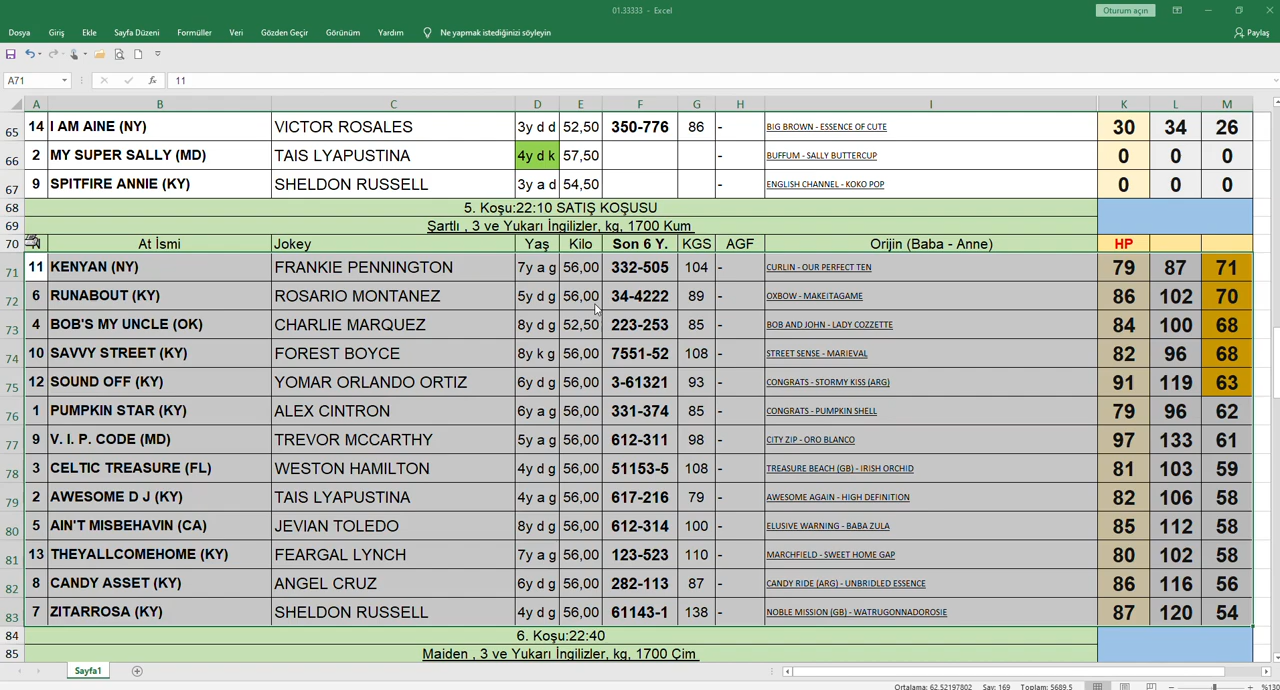 01.33333 - Excel
Oturum açın
Dosya Giriş Ekle Sayfa Düzeni Formüller Veri Gözden Geçir Görünüm Yardım Ne yapmak istediğinizi söyleyin Paylaş
A71 fx 11
A B C D E F G H I K L M
65 14 I AM AINE (NY) VICTOR ROSALES 3y d d 52,50 350-776 86 - BIG BROWN - ESSENCE OF CUTE 30 34 26
66 2 MY SUPER SALLY (MD) TAIS LYAPUSTINA 4y d k 57,50 - BUFFUM - SALLY BUTTERCUP 0 0 0
67 9 SPITFIRE ANNIE (KY) SHELDON RUSSELL 3y a d 54,50 - ENGLISH CHANNEL - KOKO POP 0 0 0
68 5. Koşu:22:10 SATIŞ KOŞUSU
69 Şartlı , 3 ve Yukarı İngilizler, kg, 1700 Kum
70 N At İsmi Jokey Yaş Kilo Son 6 Y. KGS AGF Orijin (Baba - Anne) HP
71 11 KENYAN (NY) FRANKIE PENNINGTON 7y a g 56,00 332-505 104 - CURLIN - OUR PERFECT TEN 79 87 71
72 6 RUNABOUT (KY) ROSARIO MONTANEZ 5y d g 56,00 34-4222 89 - OXBOW - MAKEITAGAME 86 102 70
73 4 BOB'S MY UNCLE (OK) CHARLIE MARQUEZ 8y d g 52,50 223-253 85 - BOB AND JOHN - LADY COZZETTE 84 100 68
74 10 SAVVY STREET (KY) FOREST BOYCE 8y k g 56,00 7551-52 108 - STREET SENSE - MARIEVAL 82 96 68
75 12 SOUND OFF (KY) YOMAR ORLANDO ORTIZ 6y d g 56,00 3-61321 93 - CONGRATS - STORMY KISS (ARG) 91 119 63
76 1 PUMPKIN STAR (KY) ALEX CINTRON 6y a g 56,00 331-374 85 - CONGRATS - PUMPKIN SHELL 79 96 62
77 9 V. I. P. CODE (MD) TREVOR MCCARTHY 5y a g 56,00 612-311 98 - CITY ZIP - ORO BLANCO 97 133 61
78 3 CELTIC TREASURE (FL) WESTON HAMILTON 4y d g 56,00 51153-5 108 - TREASURE BEACH (GB) - IRISH ORCHID 81 103 59
79 2 AWESOME D J (KY) TAIS LYAPUSTINA 4y a g 56,00 617-216 79 - AWESOME AGAIN - HIGH DEFINITION 82 106 58
80 5 AIN'T MISBEHAVIN (CA) JEVIAN TOLEDO 8y d g 56,00 612-314 100 - ELUSIVE WARNING - BABA ZULA 85 112 58
81 13 THEYALLCOMEHOME (KY) FEARGAL LYNCH 7y a g 56,00 123-523 110 - MARCHFIELD - SWEET HOME GAP 80 102 58
82 8 CANDY ASSET (KY) ANGEL CRUZ 6y d g 56,00 282-113 87 - CANDY RIDE (ARG) - UNBRIDLED ESSENCE 86 116 56
83 7 ZITARROSA (KY) SHELDON RUSSELL 4y d g 56,00 61143-1 138 - NOBLE MISSION (GB) - WATRUGONNADOROSIE 87 120 54
84 6. Koşu:22:40
85 Maiden , 3 ve Yukarı İngilizler, kg, 1700 Çim
Sayfa1
Ortalama: 62,52197802 Say: 169 Toplam: 5689,5 %130